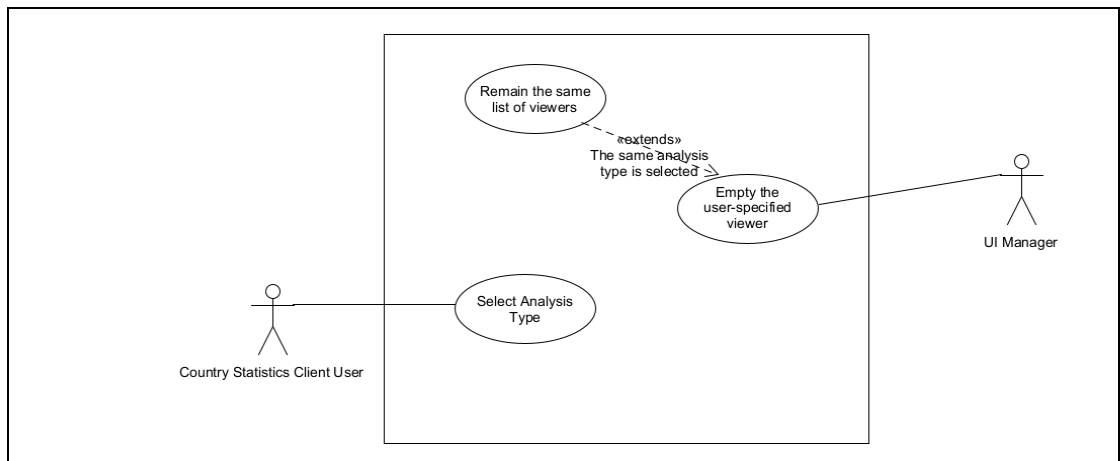 Remain the same
list of viewers
«extends»
The same analysis
type is selected
Empty the
user-specified
viewer
UI Manager
Select Analysis
Type
Country Statistics Client User